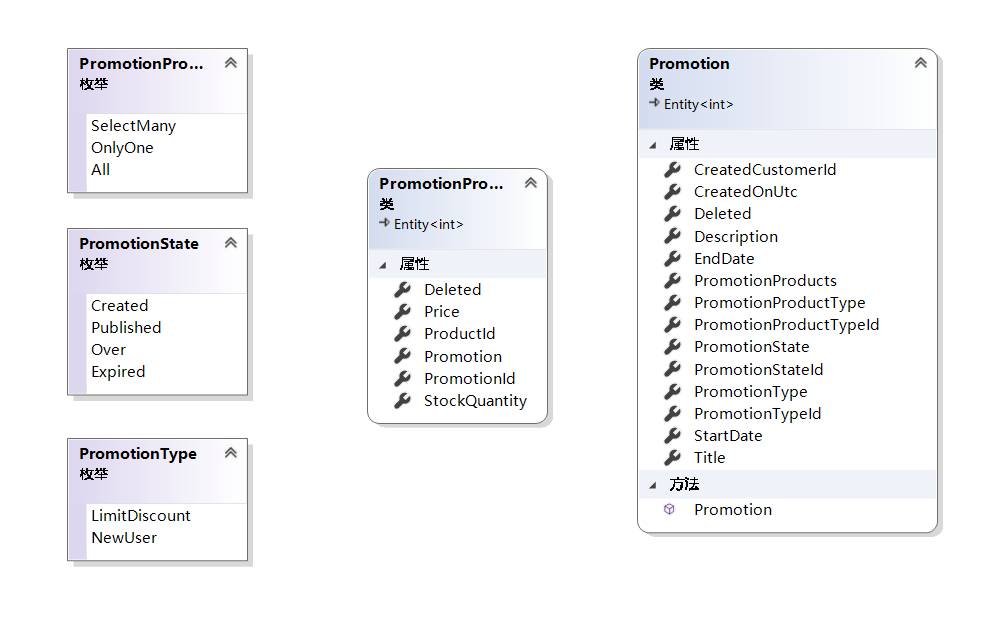 PromotionPro...
枚举
SelectMany
OnlyOne
All
PromotionState
枚举
Created
Published
Over
Expired
PromotionType
枚举
LimitDiscount
NewUser
PromotionPro...
类
Entity<int>
属性
Deleted
Price
ProductId
Promotion
PromotionId
StockQuantity
Promotion
类
Entity<int>
属性
CreatedCustomerId
CreatedOnUtc
Deleted
Description
EndDate
PromotionProducts
PromotionProductType
PromotionProductTypeId
PromotionState
PromotionStateId
PromotionType
PromotionTypeId
StartDate
Title
方法
Promotion